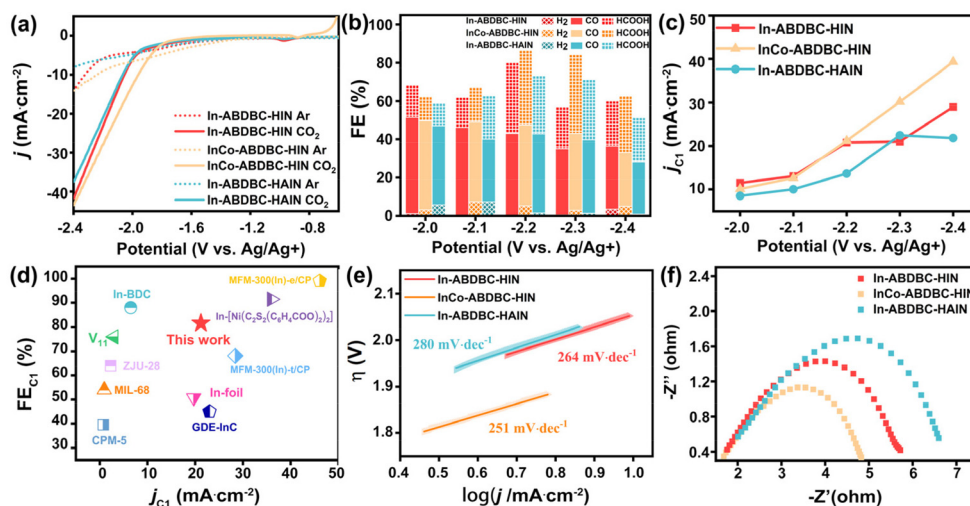 (a)
0
-10
-20
-30
-40
j (mA·cm-2)
In-ABDBC-HIN Ar
In-ABDBC-HIN CO2
InCo-ABDBC-HIN Ar
InCo-ABDBC-HIN CO2
In-ABDBC-HAIN Ar
In-ABDBC-HAIN CO2
-2.4 -2.0 -1.6 -1.2 -0.8
Potential (V vs. Ag/Ag+)
(b)
In-ABDBC-HIN H2 CO HCOOH
InCo-ABDBC-HIN H2 CO HCOOH
In-ABDBC-HAIN H2 CO HCOOH
100
80
60
40
20
0
FE (%)
-2.0 -2.1 -2.2 -2.3 -2.4
Potential (V vs. Ag/Ag+)
(c)
In-ABDBC-HIN
InCo-ABDBC-HIN
In-ABDBC-HAIN
50
40
30
20
10
jC1 (mA·cm-2)
-2.0 -2.1 -2.2 -2.3 -2.4
Potential (V vs. Ag/Ag+)
(d)
100
90
80
70
60
50
40
30
FEC1 (%)
MFM-300(In)-e/CP
In-BDC
In-[Ni(C2S2(C6H4COO)2)2]
V11
This work
ZJU-28
MFM-300(In)-t/CP
MIL-68
In-foil
CPM-5
GDE-InC
0 10 20 30 40 50
jC1 (mA·cm-2)
(e)
In-ABDBC-HIN
InCo-ABDBC-HIN
In-ABDBC-HAIN
2.1
2.0
1.9
1.8
η (V)
280 mV·dec-1
264 mV·dec-1
251 mV·dec-1
0.4 0.5 0.6 0.7 0.8 0.9 1.0
log(j /mA·cm-2)
(f)
In-ABDBC-HIN
InCo-ABDBC-HIN
In-ABDBC-HAIN
2.4
2.0
1.6
1.2
0.8
0.4
-Z'' (ohm)
2 3 4 5 6 7
-Z'(ohm)